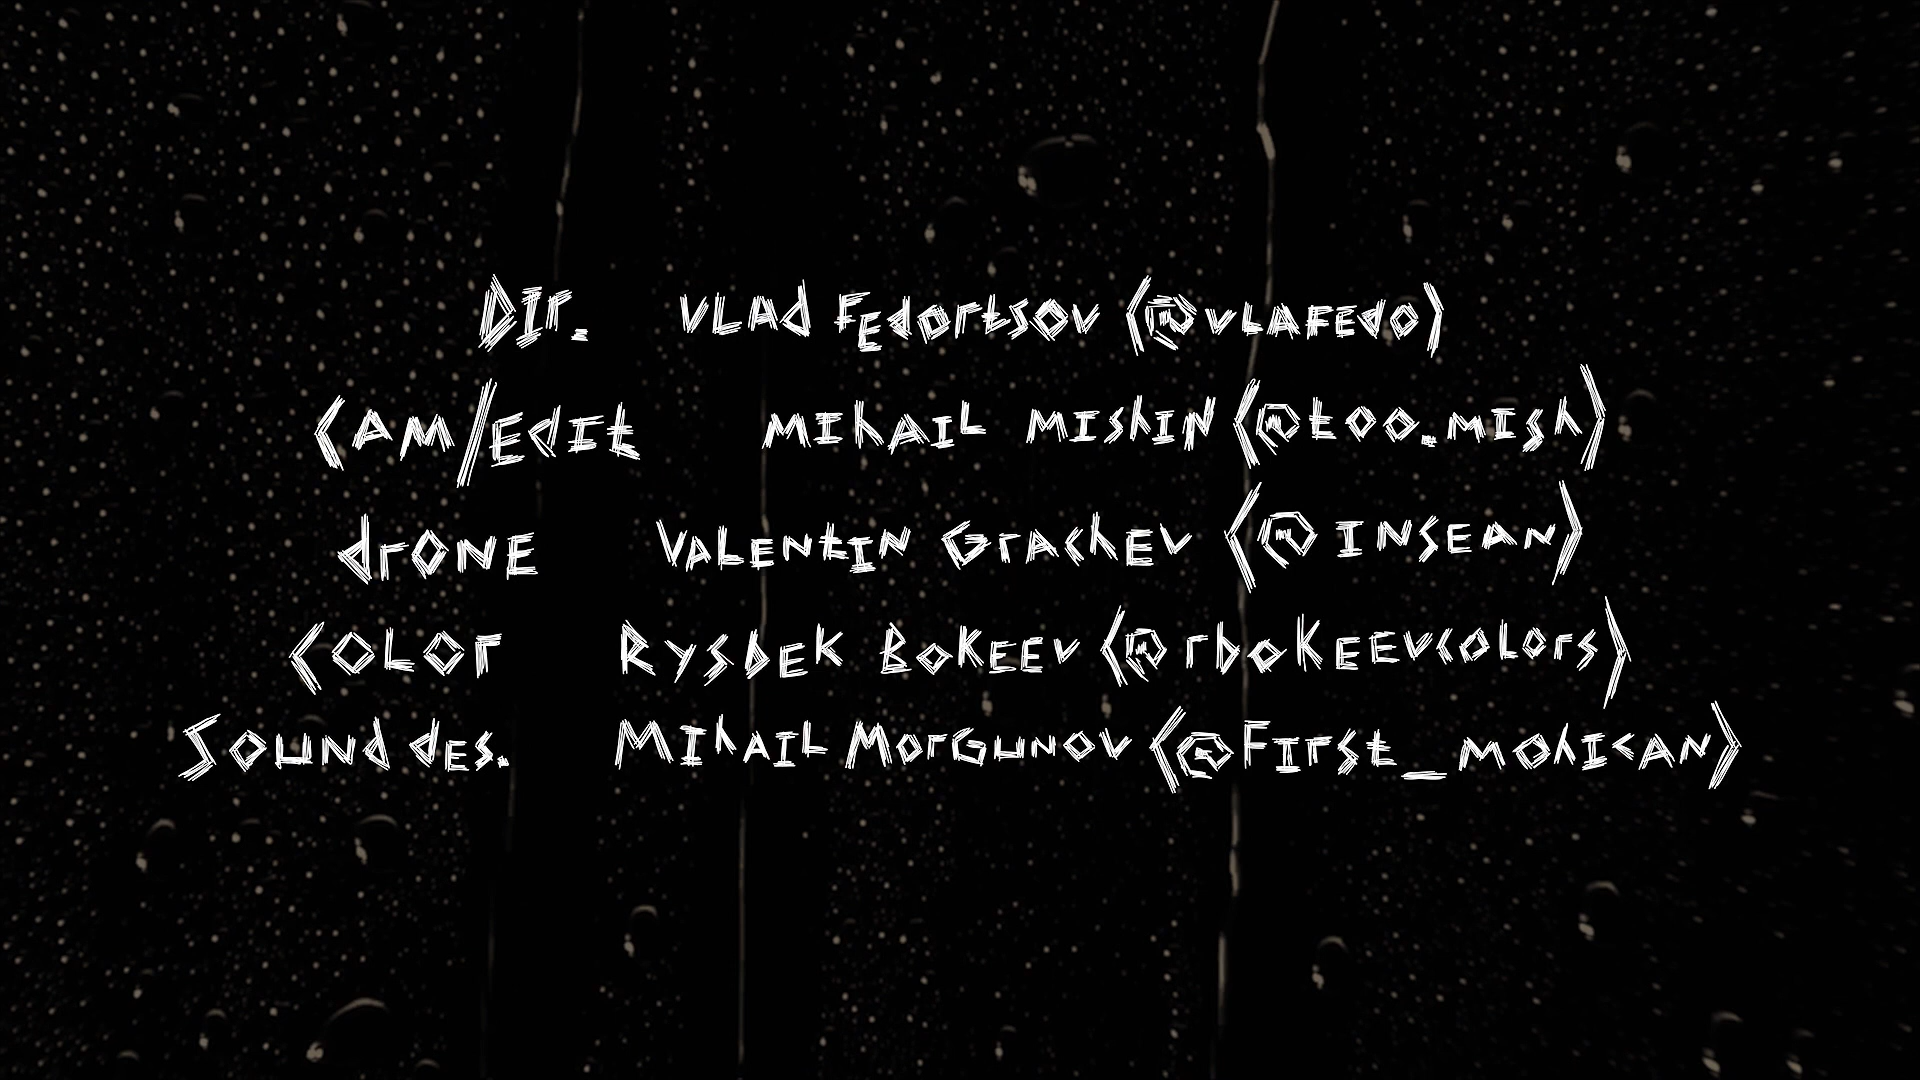 Dir. Vlad Fedortsov (@vlafedo)
Cam/Edit Mihail Mishin (@too.mish)
drone Valentin Grachev (@insean)
Color Rysbek Bokeev (@rbokeevcolors)
Sound des. Mihail Morgunov (@first_mohican)